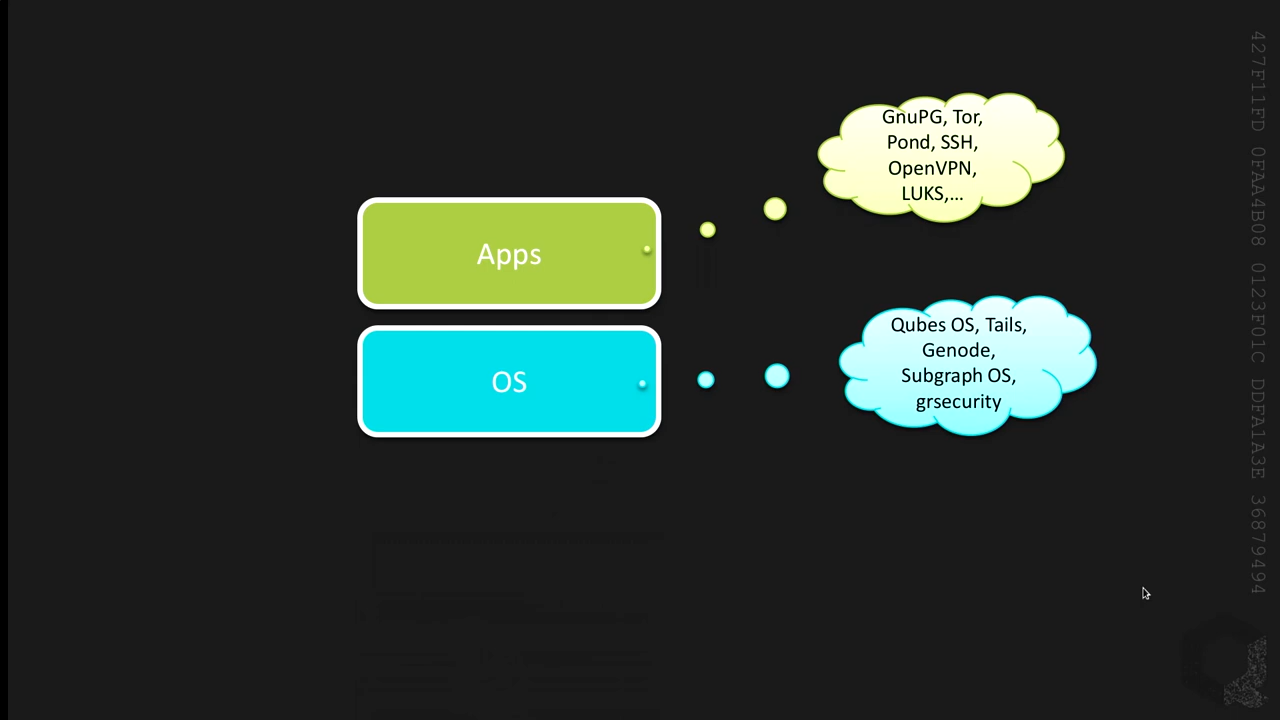 GnuPG, Tor,
Pond, SSH,
OpenVPN,
LUKS,...
Apps
Qubes OS, Tails,
Genode,
Subgraph OS,
grsecurity
OS
427F11FD 0FAA4B08 0123F01C DDFA1A3E 36879494